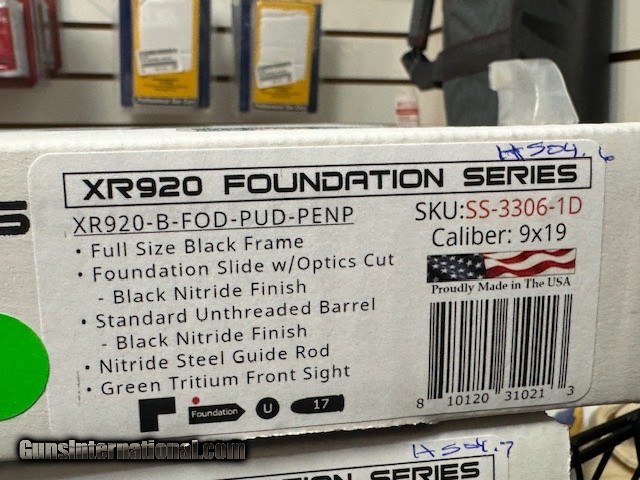 H504.6
XR920 FOUNDATION SERIES
XR920-B-FOD-PUD-PENP
SKU:SS-3306-1D
Caliber: 9x19
· Full Size Black Frame
· Foundation Slide w/Optics Cut
- Black Nitride Finish
· Standard Unthreaded Barrel
- Black Nitride Finish
· Nitride Steel Guide Rod
· Green Tritium Front Sight
Proudly Made in The USA
8 10120 31021 3
Foundation
U
17
GunsInternational.com
H504.7
FOUNDATION SERIES